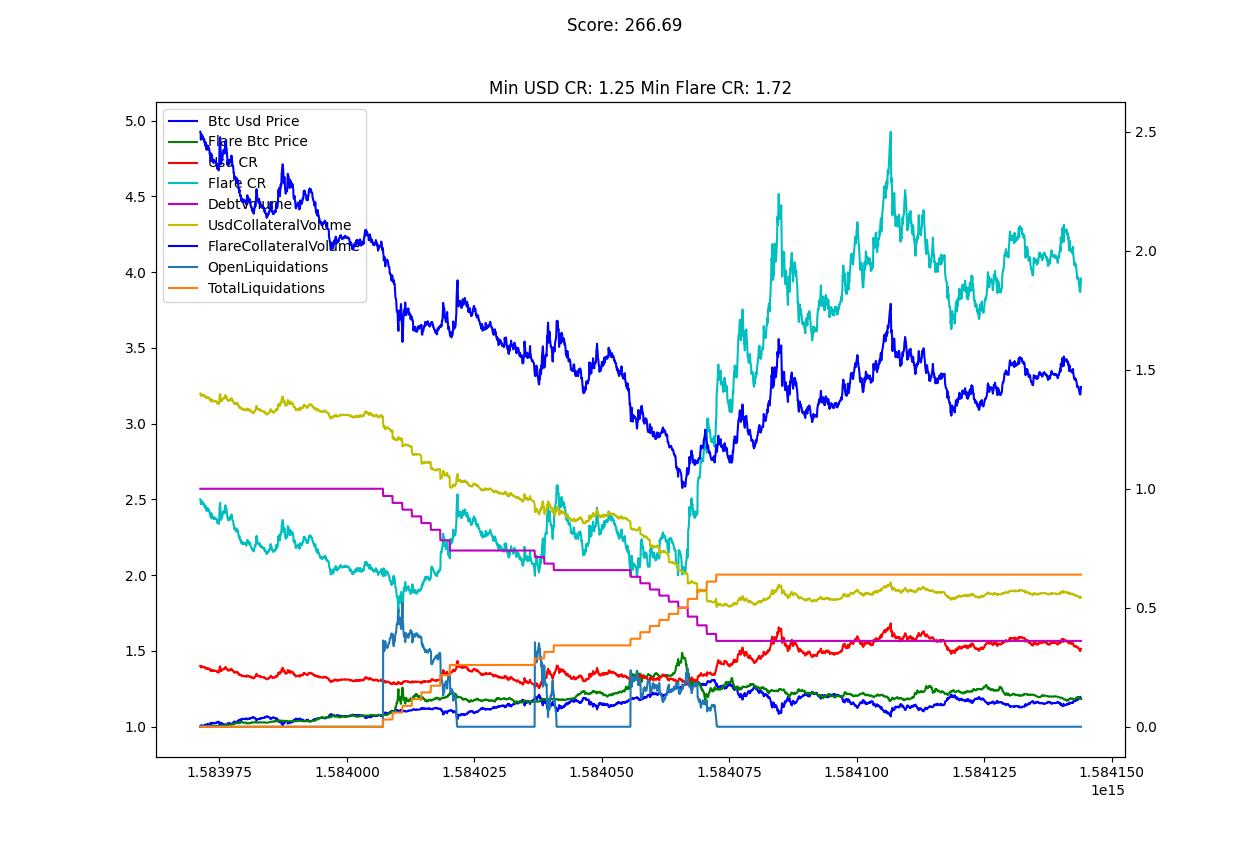 Score: 266.69
Min USD CR: 1.25 Min Flare CR: 1.72
Btc Usd Price
Flare Btc Price
Usd CR
Flare CR
DebtVolume
UsdCollateralVolume
FlareCollateralVolume
OpenLiquidations
TotalLiquidations
5.0
4.5
4.0
3.5
3.0
2.5
2.0
1.5
1.0
2.5
2.0
1.5
1.0
0.5
0.0
1.583975 1.584000 1.584025 1.584050 1.584075 1.584100 1.584125 1.584150
1e15